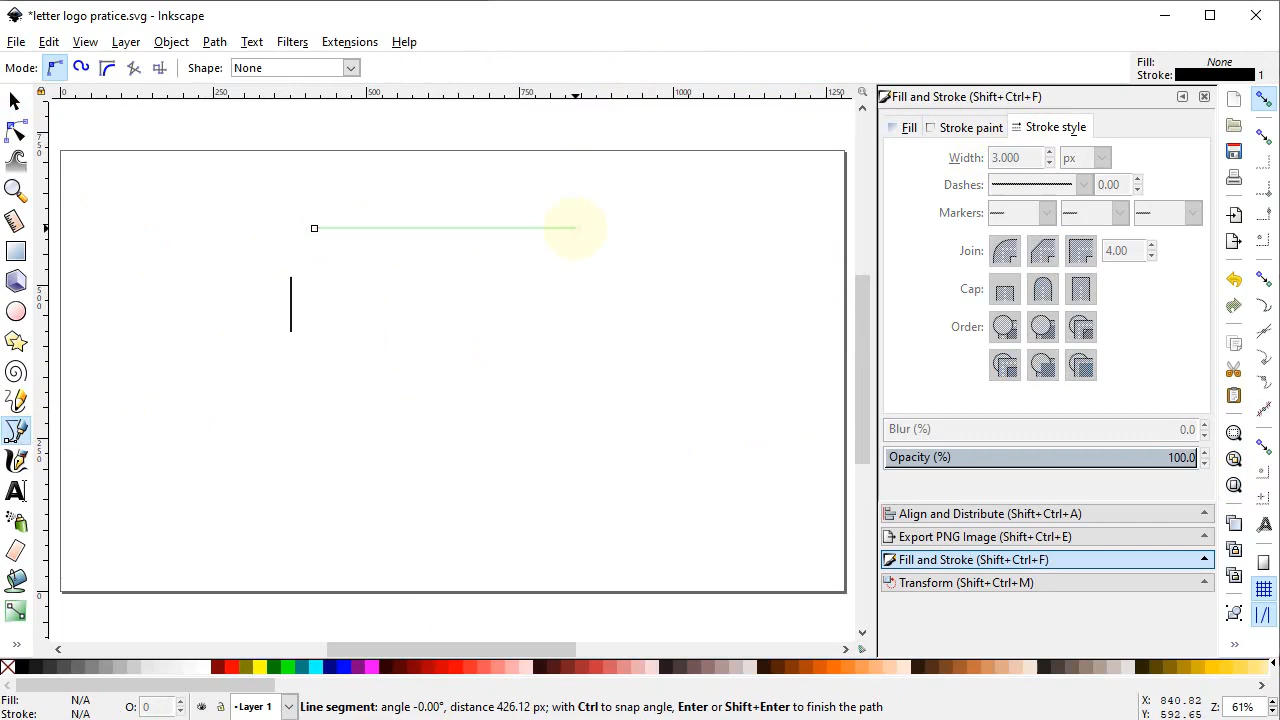 *letter logo pratice.svg - Inkscape
File Edit View Layer Object Path Text Filters Extensions Help
Mode: Shape: None
Fill: None
Stroke: 1
0 250 500 750 1000 1250
Fill and Stroke (Shift+Ctrl+F)
Fill Stroke paint Stroke style
Width: 3.000 px
Dashes: 0.00
Markers:
Join: 4.00
Cap:
Order:
Blur (%) 0.0
Opacity (%) 100.0
Align and Distribute (Shift+Ctrl+A)
Export PNG Image (Shift+Ctrl+E)
Fill and Stroke (Shift+Ctrl+F)
Transform (Shift+Ctrl+M)
750
500
250
0
Fill: N/A
Stroke: N/A
O: 0
Layer 1
Line segment: angle -0.00°, distance 426.12 px; with Ctrl to snap angle, Enter or Shift+Enter to finish the path
X: 840.82
Y: 592.65
Z: 61%